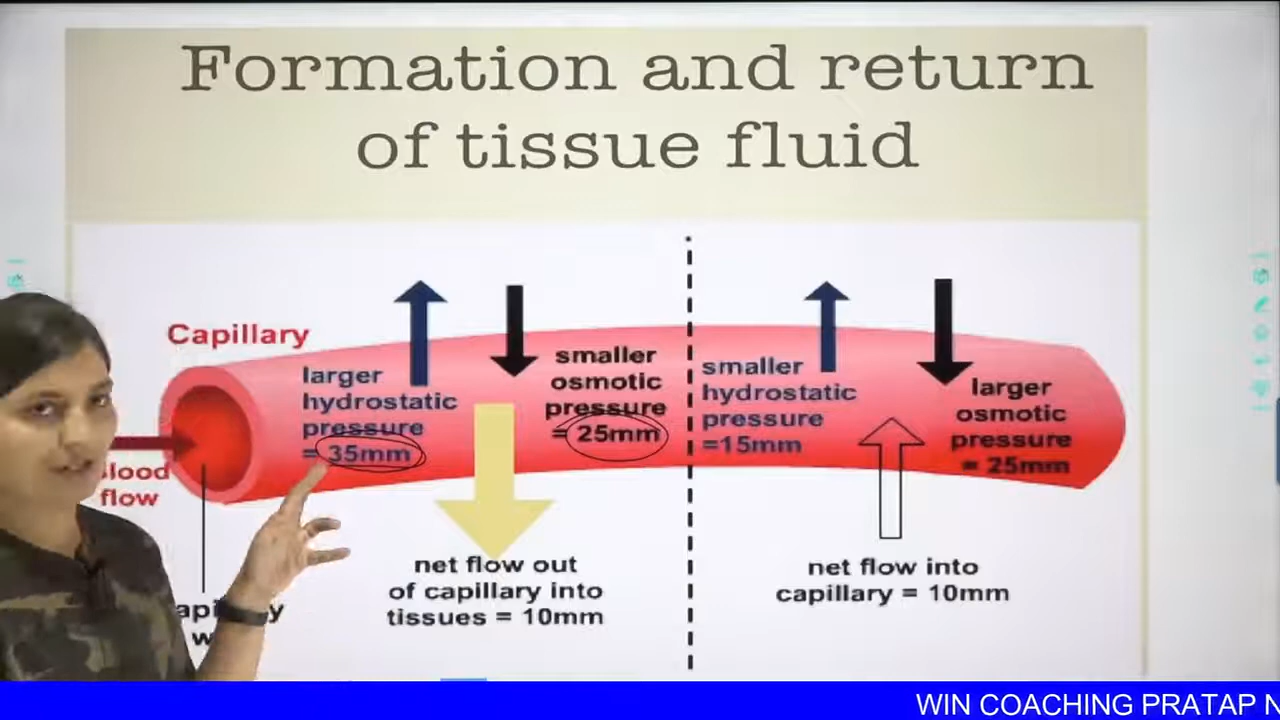 Formation and return
of tissue fluid
Capillary
larger
hydrostatic
pressure
= 35mm
smaller
osmotic
pressure
= 25mm
smaller
hydrostatic
pressure
=15mm
larger
osmotic
pressure
= 25mm
flow
net flow out
of capillary into
tissues = 10mm
net flow into
capillary = 10mm
WIN COACHING PRATAP N